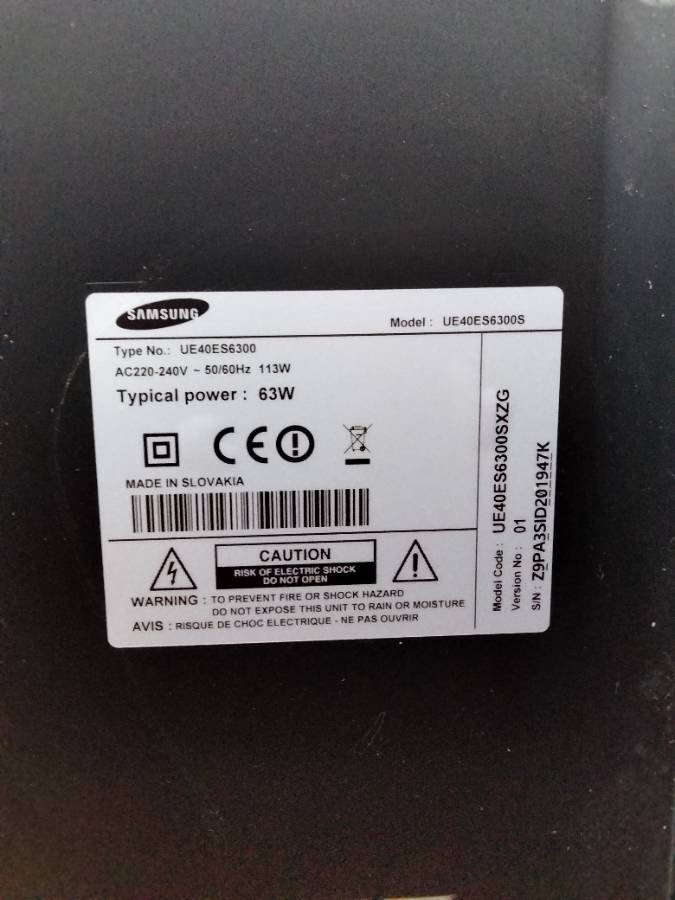 SAMSUNG
Model : UE40ES6300S
Type No.: UE40ES6300
AC220-240V ~ 50/60Hz 113W
Typical power : 63W
CE
MADE IN SLOVAKIA
CAUTION
RISK OF ELECTRIC SHOCK
DO NOT OPEN
WARNING : TO PREVENT FIRE OR SHOCK HAZARD
DO NOT EXPOSE THIS UNIT TO RAIN OR MOISTURE
AVIS : RISQUE DE CHOC ELECTRIQUE - NE PAS OUVRIR
Model Code : UE40ES6300SXZG
Version No : 01
S/N : Z9PA3SID201947K